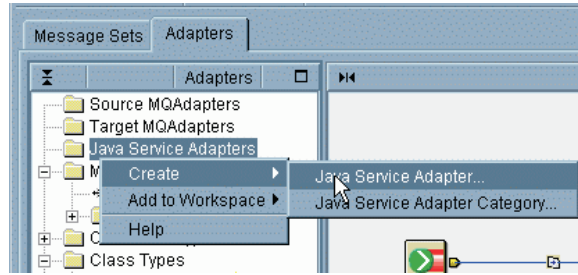 Message Sets Adapters
Adapters
Source MQAdapters
Target MQAdapters
Java Service Adapters
M
Create Java Service Adapter...
Add to Workspace Java Service Adapter Category...
Help
C
Class Types